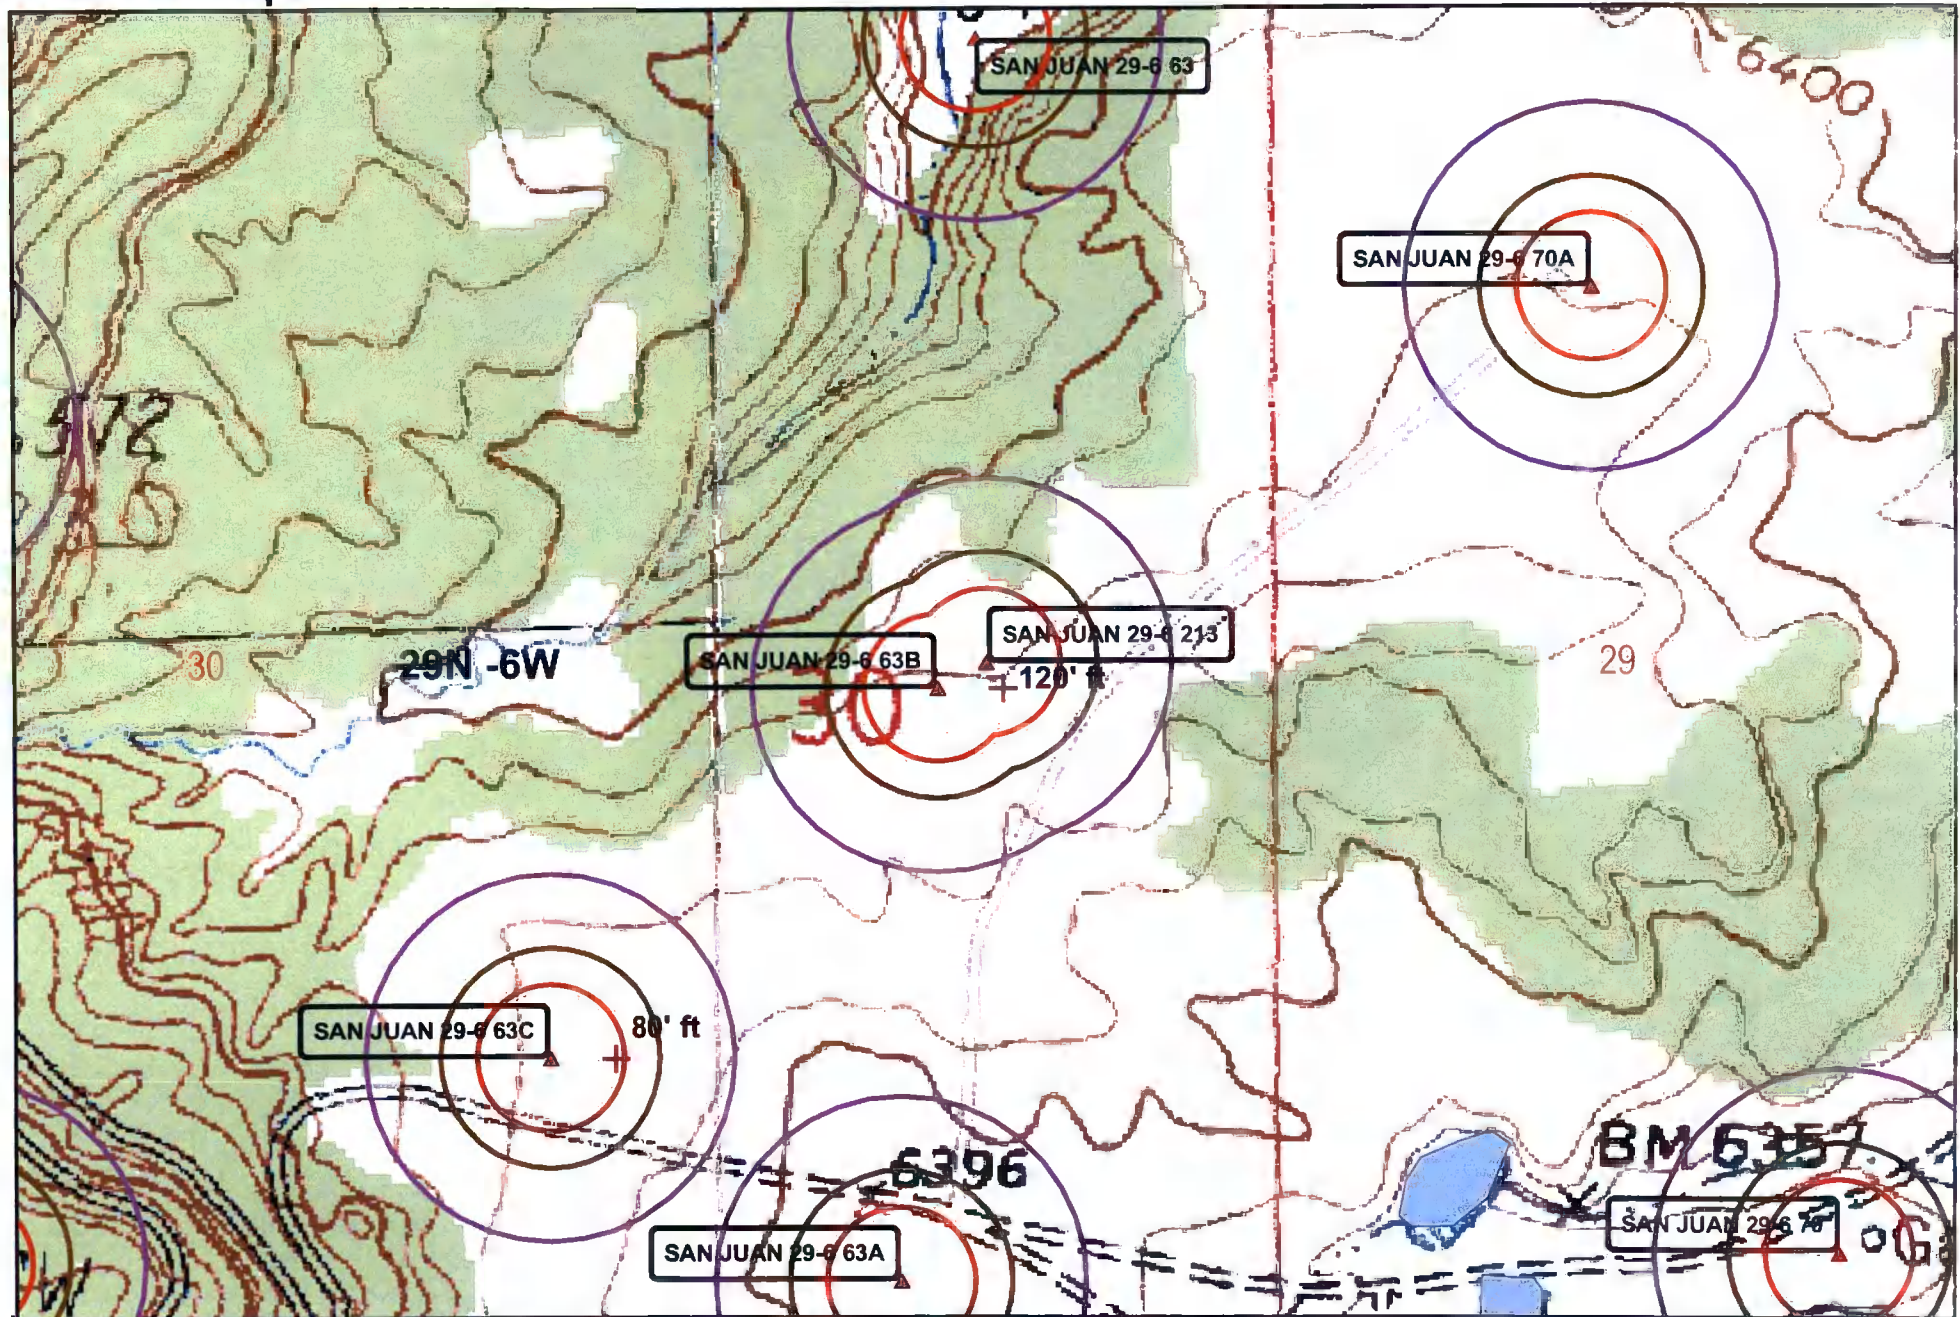 SAN JUAN 29-6 63
6400
SAN JUAN 29-6 70A
SAN JUAN 29-6 213
SAN JUAN 29-6 63B
120' ft
30
29N -6W
29
30
80' ft
SAN JUAN 29-6 63C
BM 6357
6396
SAN JUAN 29-6 63A
SAN JUAN 29-6 70